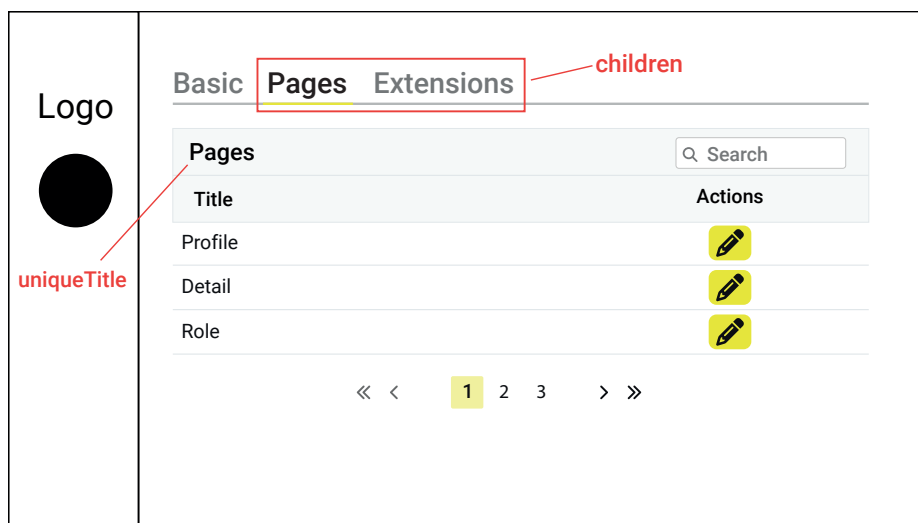 children
Basic Pages Extensions
Logo
Pages
Search
Title Actions
Profile
uniqueTitle
Detail
Role
« < 1 2 3 > »